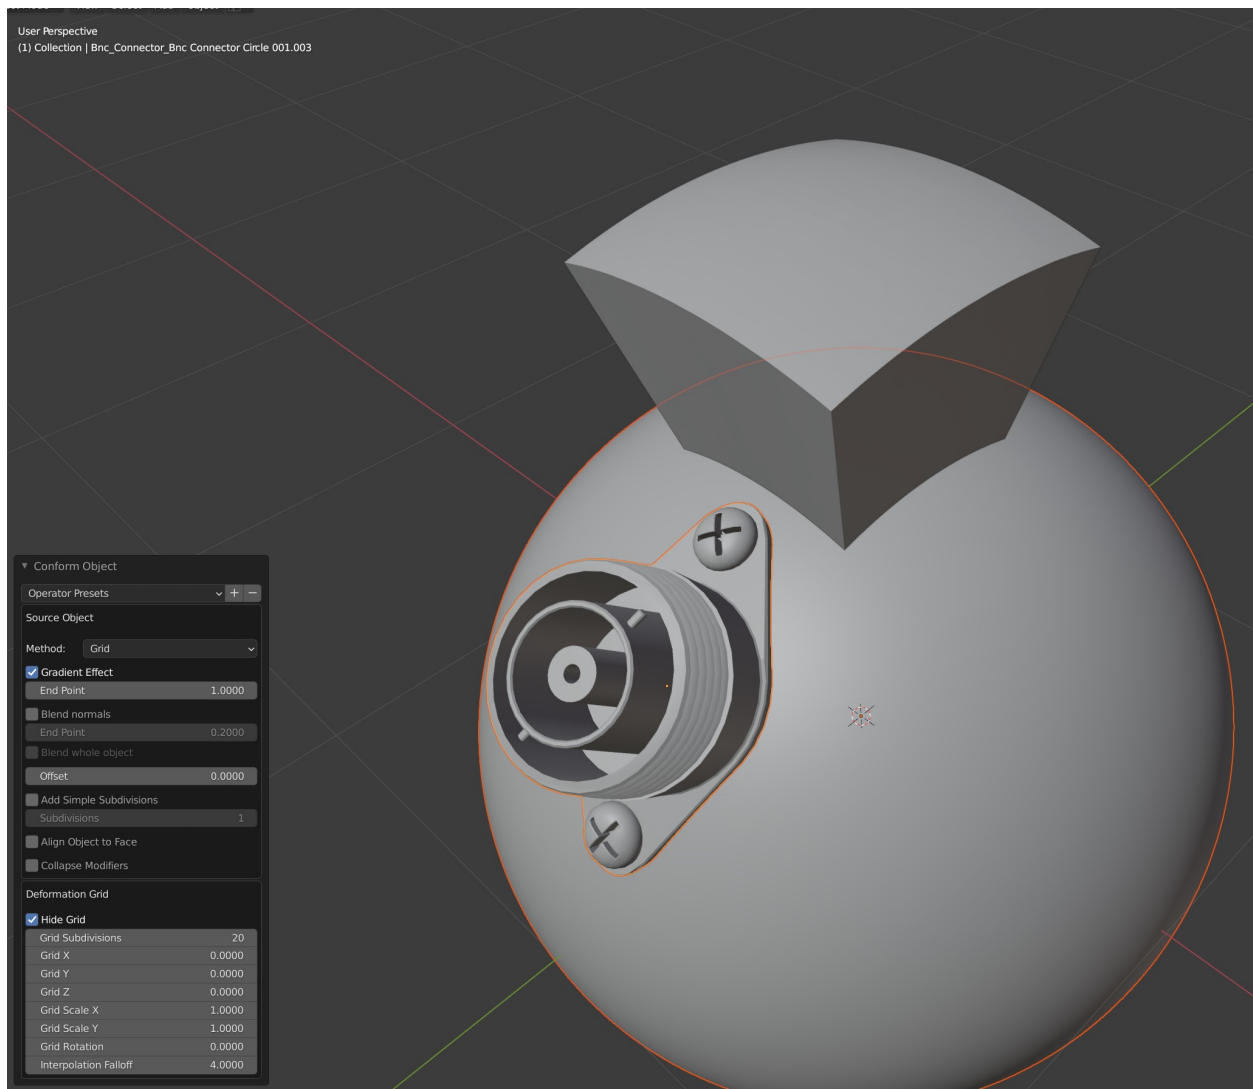 User Perspective
(1) Collection | Bnc_Connector_Bnc Connector Circle 001.003
Conform Object
Operator Presets
Source Object
Method: Grid
Gradient Effect
End Point 1.0000
Blend normals
End Point 0.2000
Blend whole object
Offset 0.0000
Add Simple Subdivisions
Subdivisions 1
Align Object to Face
Collapse Modifiers
Deformation Grid
Hide Grid
Grid Subdivisions 20
Grid X 0.0000
Grid Y 0.0000
Grid Z 0.0000
Grid Scale X 1.0000
Grid Scale Y 1.0000
Grid Rotation 0.0000
Interpolation Falloff 4.0000